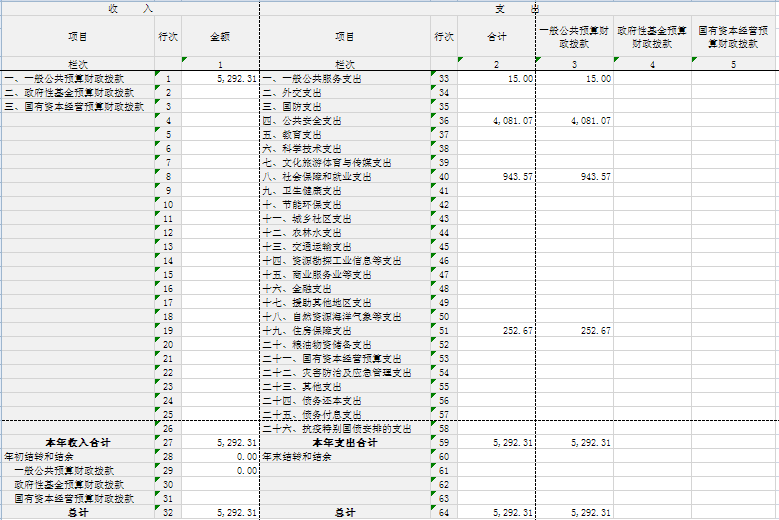 收 入 支 出
项目 行次 金额 项目 行次 合计 一般公共预算财政拨款 政府性基金预算财政拨款 国有资本经营预算财政拨款
栏次 1 栏次 2 3 4 5
一、一般公共预算财政拨款 1 5,292.31 一、一般公共服务支出 33 15.00 15.00
二、政府性基金预算财政拨款 2 二、外交支出 34
三、国有资本经营预算财政拨款 3 三、国防支出 35
4 四、公共安全支出 36 4,081.07 4,081.07
5 五、教育支出 37
6 六、科学技术支出 38
7 七、文化旅游体育与传媒支出 39
8 八、社会保障和就业支出 40 943.57 943.57
9 九、卫生健康支出 41
10 十、节能环保支出 42
11 十一、城乡社区支出 43
12 十二、农林水支出 44
13 十三、交通运输支出 45
14 十四、资源勘探工业信息等支出 46
15 十五、商业服务业等支出 47
16 十六、金融支出 48
17 十七、援助其他地区支出 49
18 十八、自然资源海洋气象等支出 50
19 十九、住房保障支出 51 252.67 252.67
20 二十、粮油物资储备支出 52
21 二十一、国有资本经营预算支出 53
22 二十二、灾害防治及应急管理支出 54
23 二十三、其他支出 55
24 二十四、债务还本支出 56
25 二十五、债务付息支出 57
26 二十六、抗疫特别国债安排的支出 58
本年收入合计 27 5,292.31 本年支出合计 59 5,292.31 5,292.31
年初结转和结余 28 0.00 年末结转和结余 60
一般公共预算财政拨款 29 0.00 61
政府性基金预算财政拨款 30 62
国有资本经营预算财政拨款 31 63
总计 32 5,292.31 总计 64 5,292.31 5,292.31